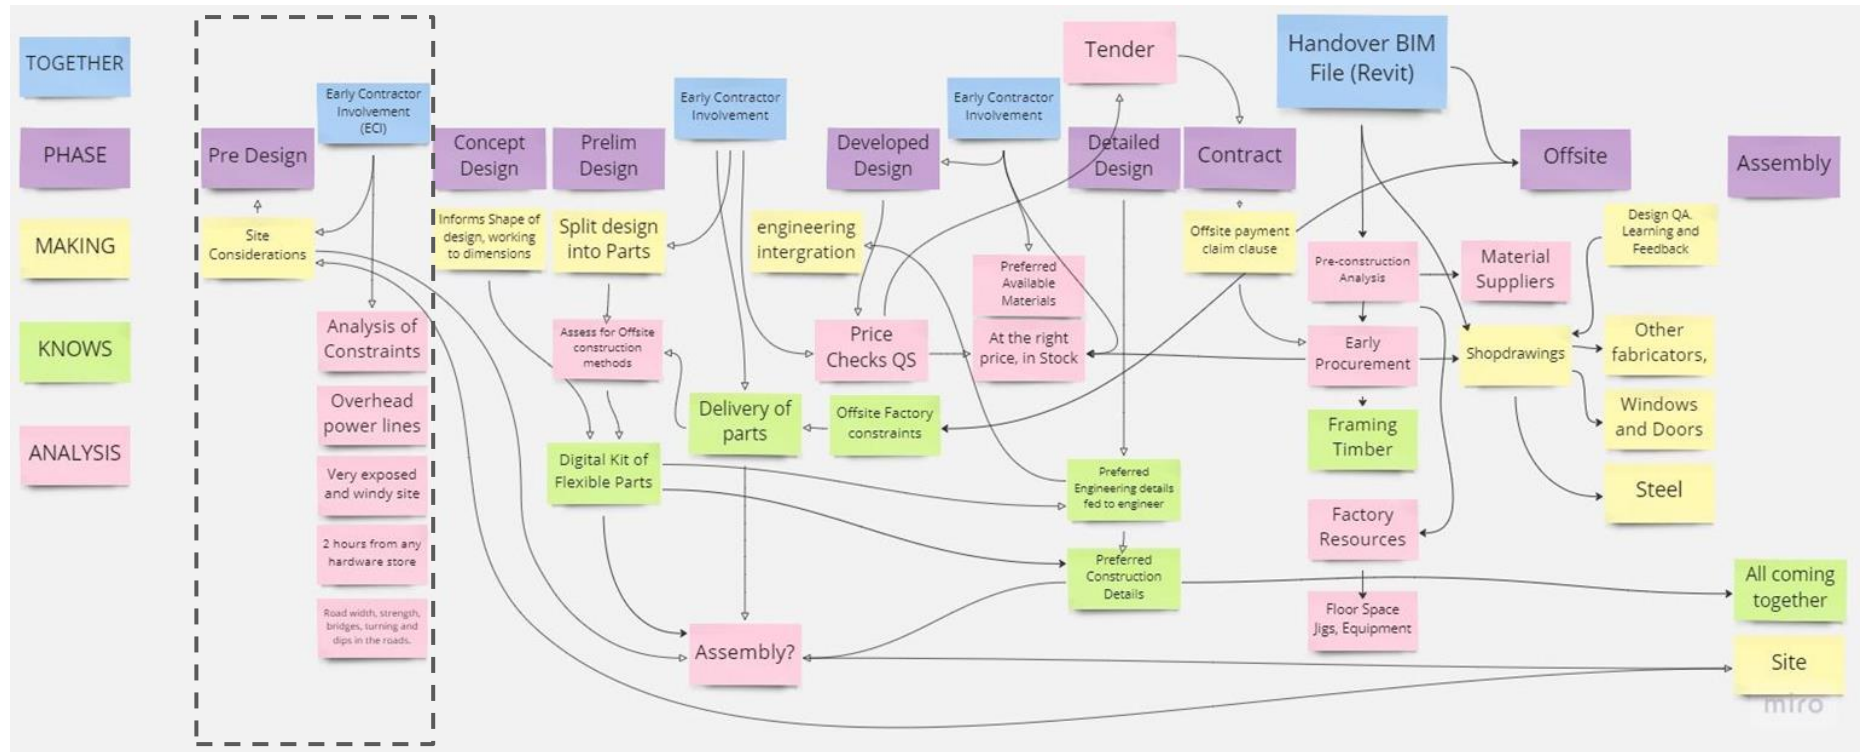 TOGETHER
PHASE
MAKING
KNOWS
ANALYSIS
Pre Design
Early Contractor
Involvement
(ECI)
Site
Considerations
Analysis of
Constraints
Overhead
power lines
Very exposed
and windy site
2 hours from any
hardware store
Road width, strength,
bridges, turning and
dips in the roads.
Concept
Design
Informs Shape of
design, working
to dimensions
Prelim
Design
Split design
into Parts
Assess for Offsite
construction
methods
Digital Kit of
Flexible Parts
Early Contractor
Involvement
Delivery of
parts
Assembly?
engineering
intergration
Developed
Design
Price
Checks QS
Offsite Factory
constraints
Early Contractor
Involvement
Preferred
Available
Materials
At the right
price, in Stock
Tender
Detailed
Design
Preferred
Engineering details
fed to engineer
Preferred
Construction
Details
Contract
Offsite payment
claim clause
Handover BIM
File (Revit)
Pre-construction
Analysis
Early
Procurement
Framing
Timber
Factory
Resources
Floor Space
Jigs, Equipment
Material
Suppliers
Shopdrawings
Offsite
Design QA.
Learning and
Feedback
Other
fabricators,
Windows
and Doors
Steel
Assembly
All coming
together
Site
miro